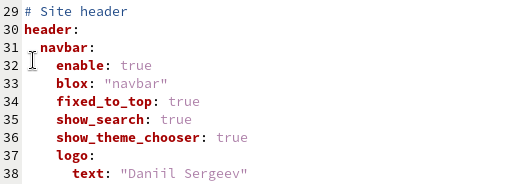 29 # Site header
30 header:
31   navbar:
32     enable: true
33     blox: "navbar"
34     fixed_to_top: true
35     show_search: true
36     show_theme_chooser: true
37     logo:
38       text: "Daniil Sergeev"